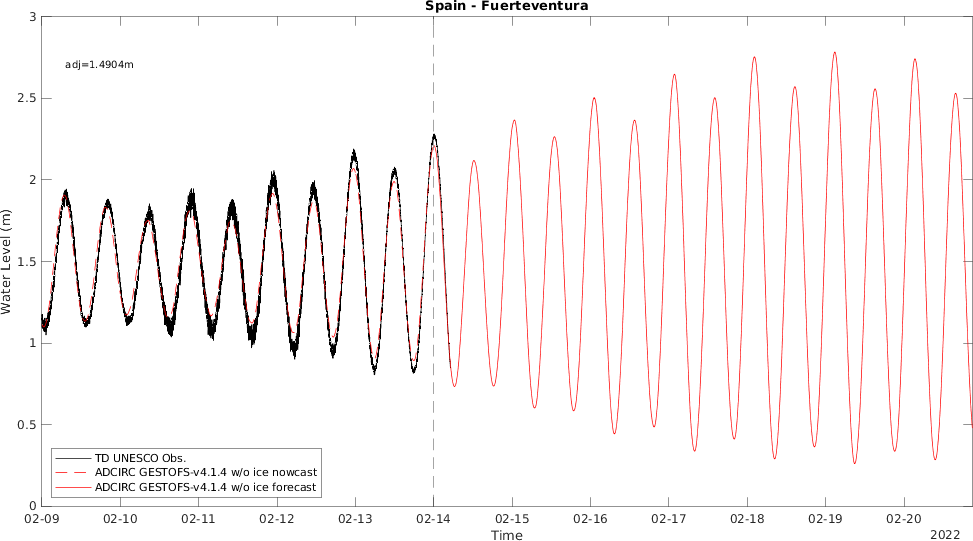 Spain - Fuerteventura
adj=1.4904m
Water Level (m)
3
2.5
2
1.5
1
0.5
0
TD UNESCO Obs.
ADCIRC GESTOFS-v4.1.4 w/o ice nowcast
ADCIRC GESTOFS-v4.1.4 w/o ice forecast
02-09 02-10 02-11 02-12 02-13 02-14 02-15 02-16 02-17 02-18 02-19 02-20
Time
2022